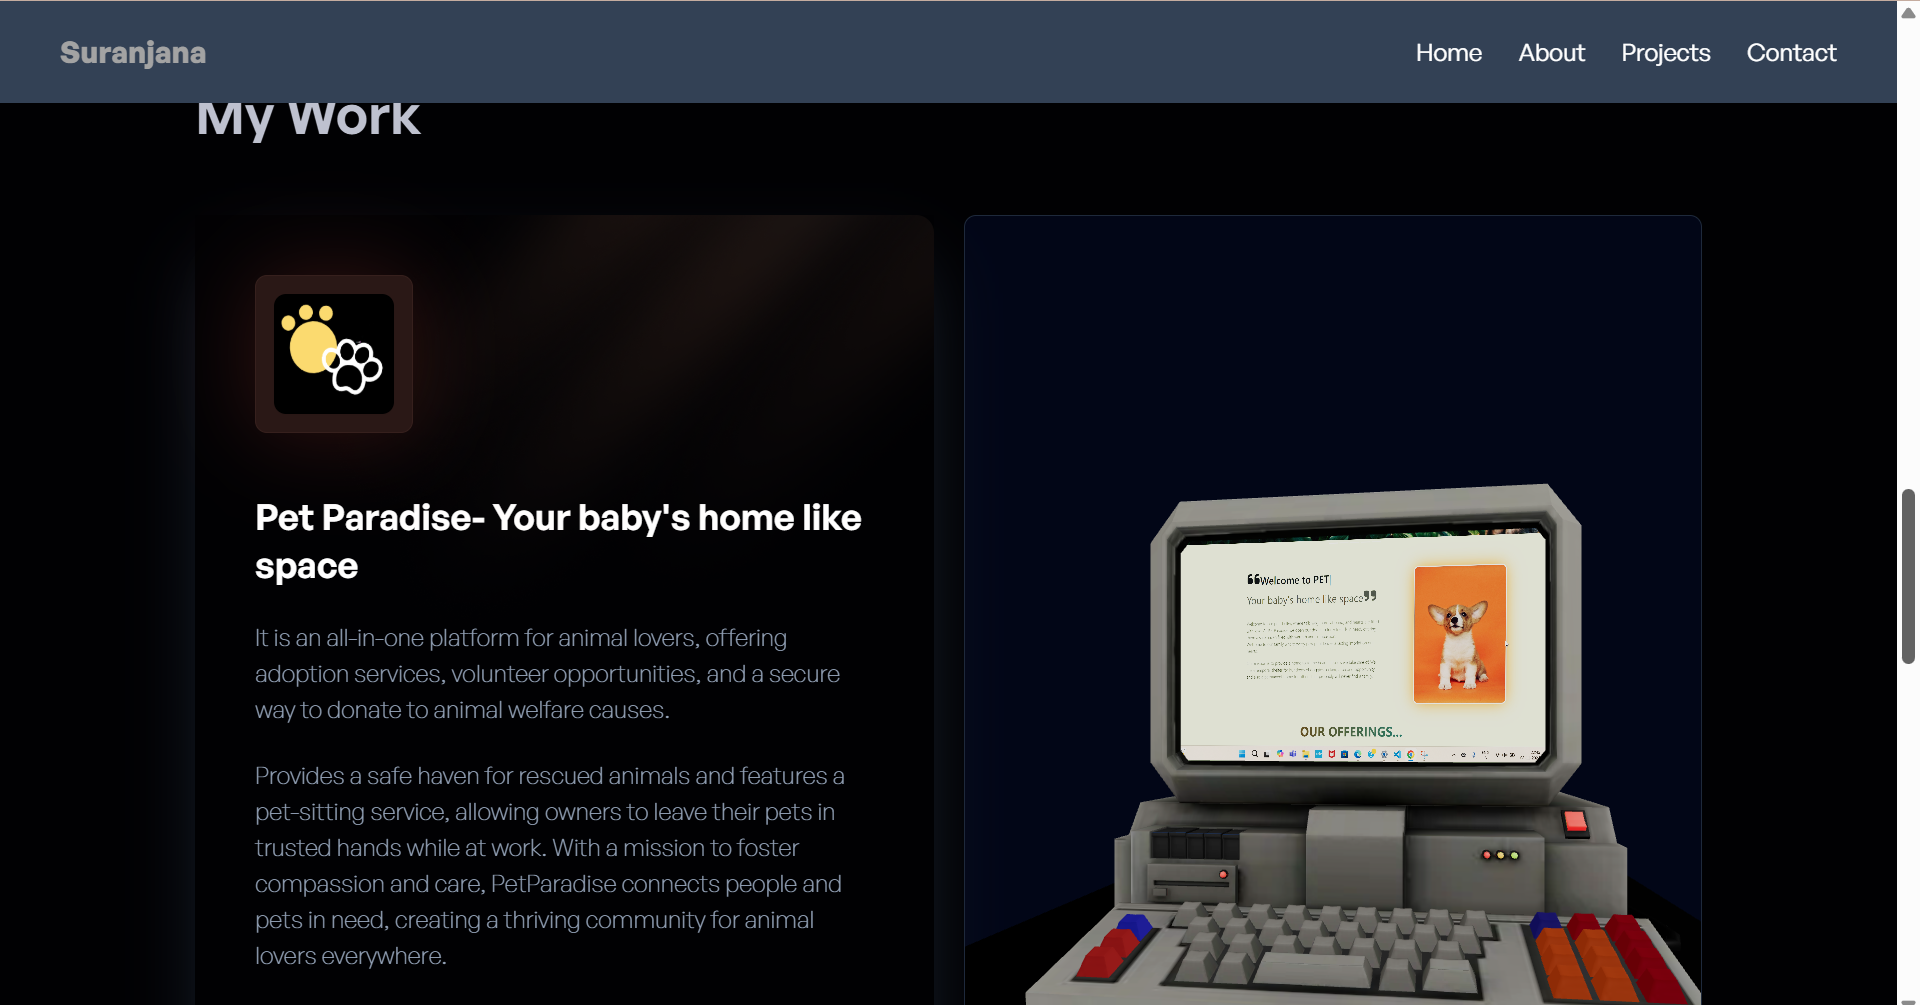 Suranjana
Home About Projects Contact
My Work
Pet Paradise- Your baby's home like
space
It is an all-in-one platform for animal lovers, offering
adoption services, volunteer opportunities, and a secure
way to donate to animal welfare causes.
Provides a safe haven for rescued animals and features a
pet-sitting service, allowing owners to leave their pets in
trusted hands while at work. With a mission to foster
compassion and care, PetParadise connects people and
pets in need, creating a thriving community for animal
lovers everywhere.
❝Welcome to PET|
Your baby's home like space❞
OUR OFFERINGS...